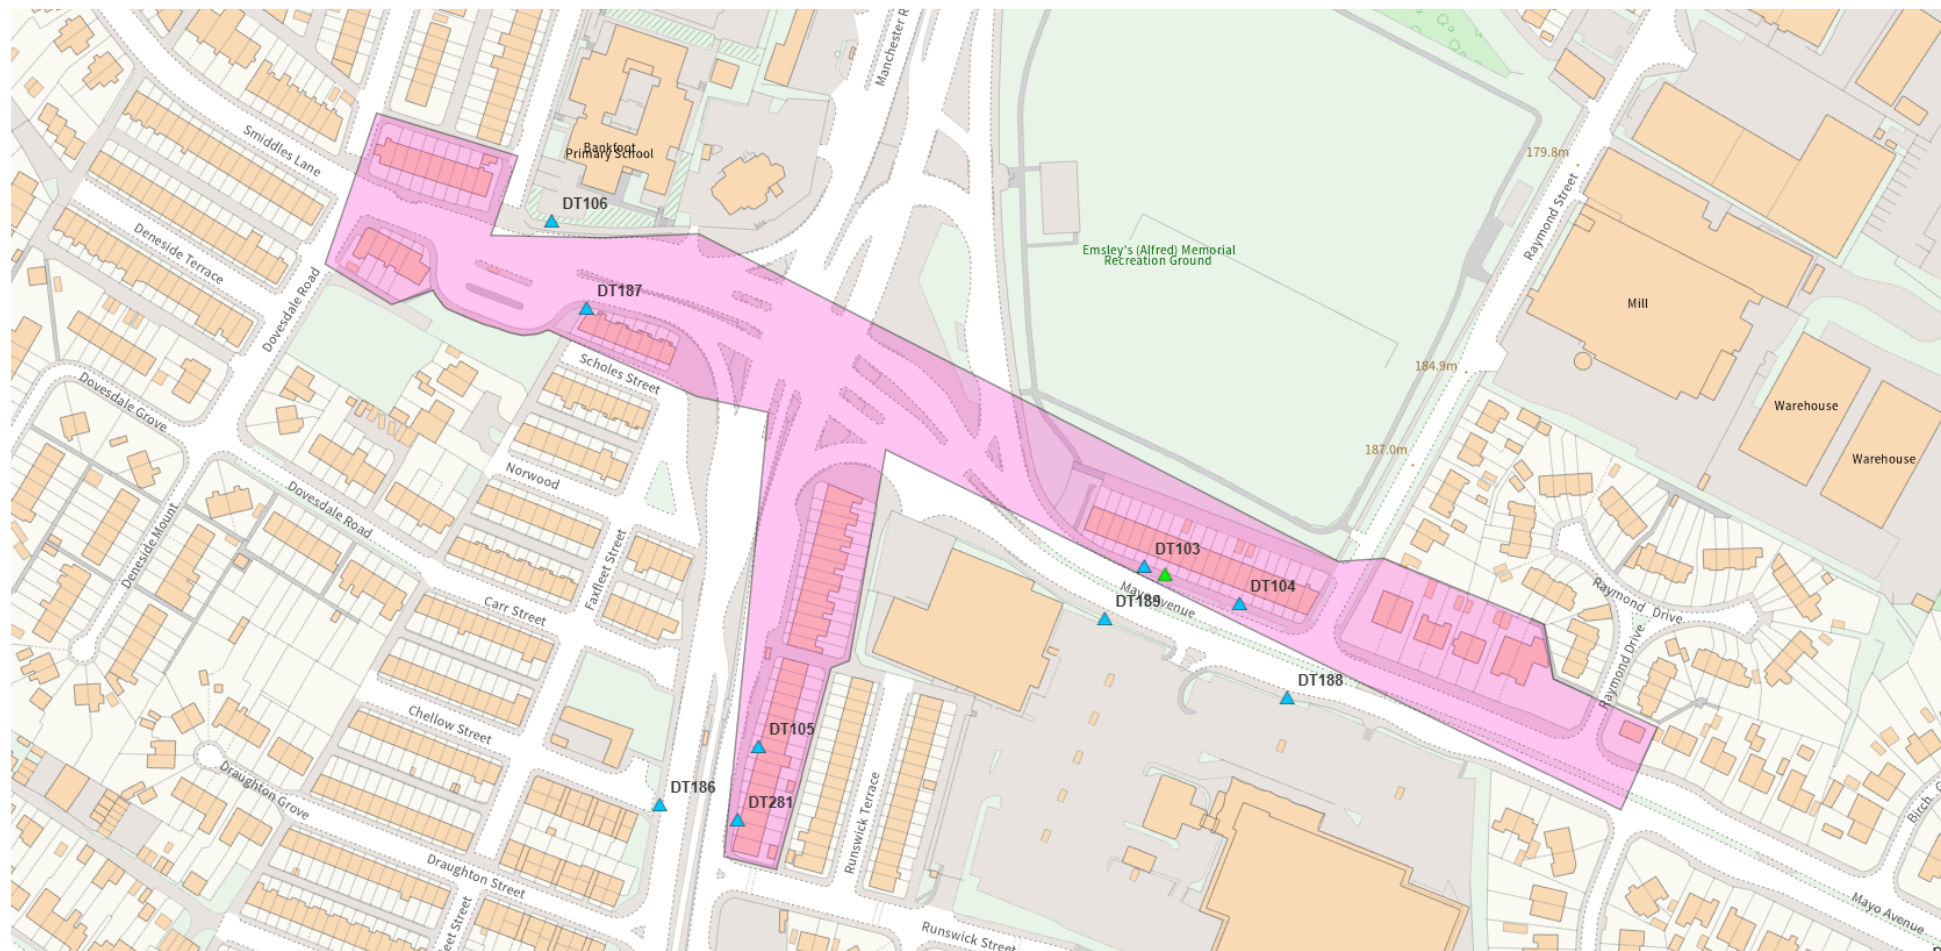 Manchester R
Smiddles Lane
Bankfoot
Primary School
179.8m
DT106
Raymond Street
Deneside Terrace
Emsley's (Alfred) Memorial
Recreation Ground
DT187
Mill
Dovesdale Road
Scholes Street
184.9m
Dovesdale Grove
Warehouse
187.0m
Warehouse
Norwood
Dovesdale Road
Deneside Mount
Faxfleet Street
DT103
DT104
Mayo Avenue
DT189
Carr Street
Raymond Drive
Raymond Drive
DT188
Chellow Street
DT105
DT186
DT281
Draughton Grove
Runswick Terrace
Birch G
Draughton Street
eet Street
Runswick Street
Mayo Avenue